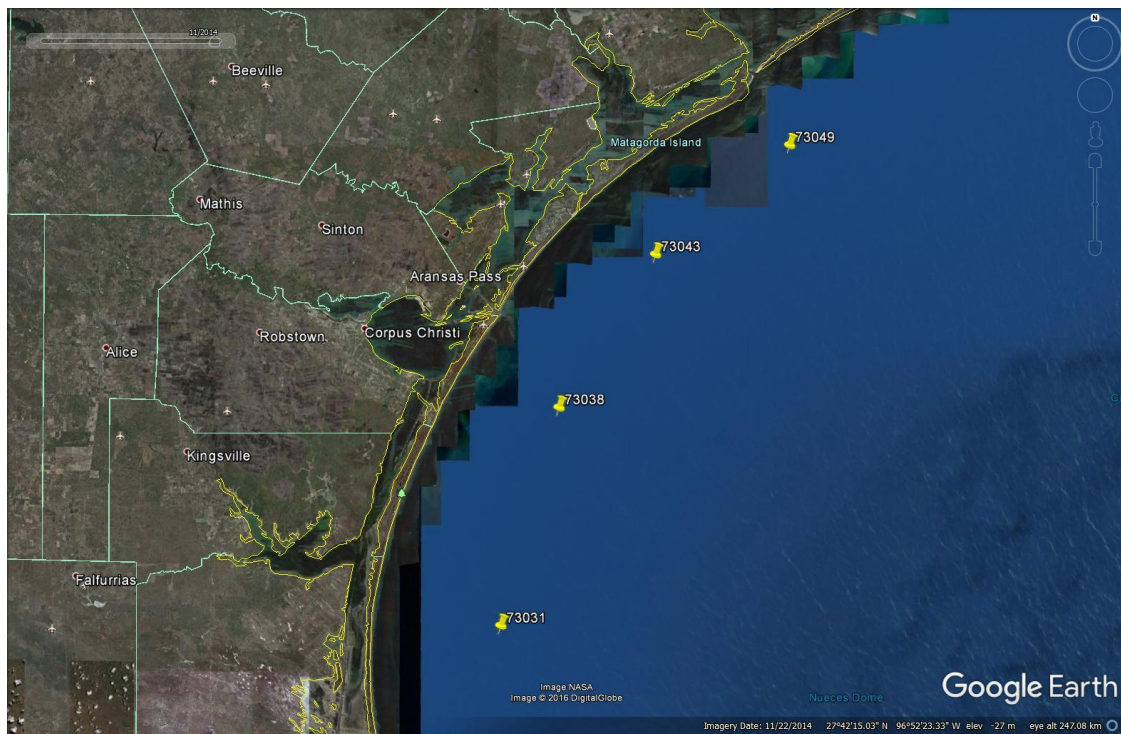 11/2014
N
Beeville
Matagorda Island
73049
Mathis
Sinton
73043
Aransas Pass
Robstown
Corpus Christi
Alice
73038
Kingsville
Falfurrias
73031
Image NASA
Image © 2016 DigitalGlobe
Nueces Dome
Google Earth
Imagery Date: 11/22/2014 27°42'15.03" N 96°52'23.33" W elev -27 m eye alt 247.08 km